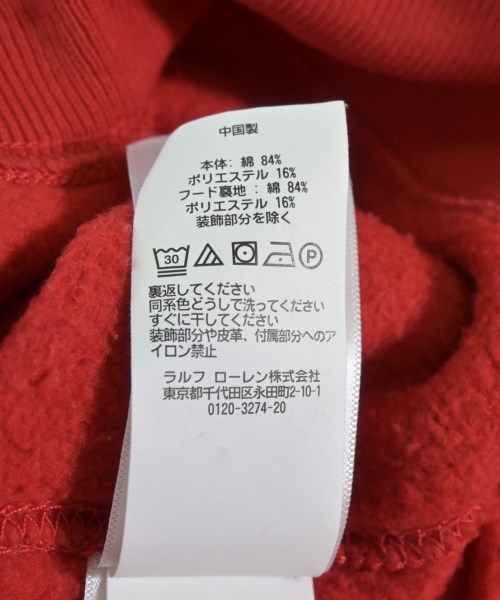 中国製
本体: 綿 84%
ポリエステル 16%
フード裏地 : 綿 84%
ポリエステル 16%
装飾部分を除く
30 P
裏返してください
同系色どうしで洗ってください
すぐに干してください
装飾部分や皮革、付属部分へのア
イロン禁止
ラルフ ローレン株式会社
東京都千代田区永田町2-10-1
0120-3274-20